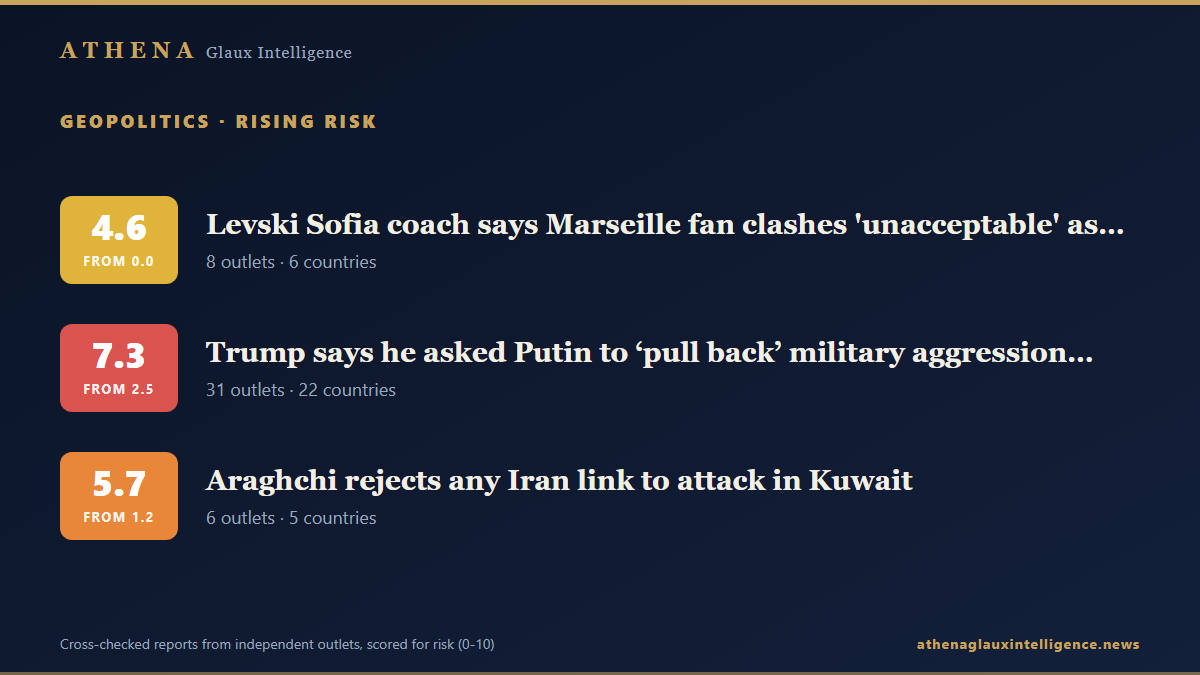 ATHENA Glaux Intelligence
GEOPOLITICS · RISING RISK
4.6
FROM 0.0
Levski Sofia coach says Marseille fan clashes 'unacceptable' as...
8 outlets · 6 countries
7.3
FROM 2.5
Trump says he asked Putin to ‘pull back’ military aggression...
31 outlets · 22 countries
5.7
FROM 1.2
Araghchi rejects any Iran link to attack in Kuwait
6 outlets · 5 countries
Cross-checked reports from independent outlets, scored for risk (0-10)
athenaglauxintelligence.news